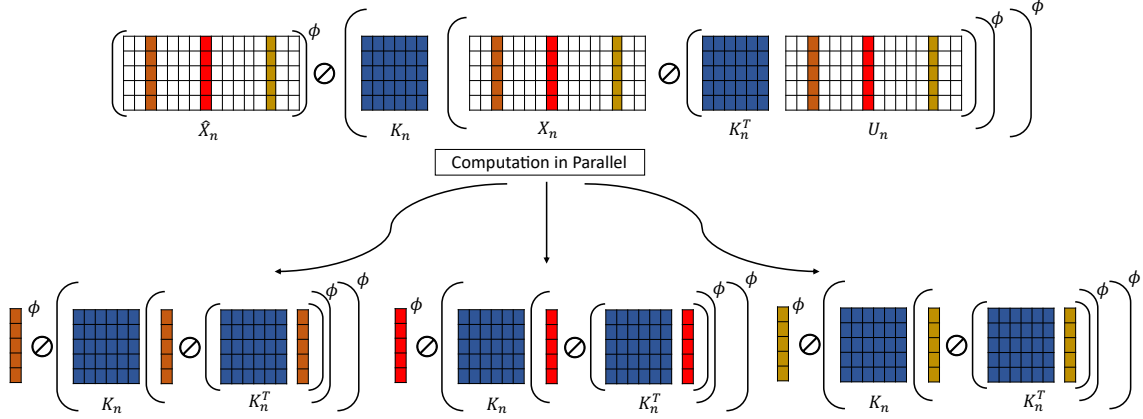 ϕ ϕ ϕ
X̂ₙ Kₙ Xₙ Kₙᵀ Uₙ
Computation in Parallel
ϕ ϕ ϕ ϕ ϕ ϕ ϕ ϕ ϕ
Kₙ Kₙᵀ Kₙ Kₙᵀ Kₙ Kₙᵀ